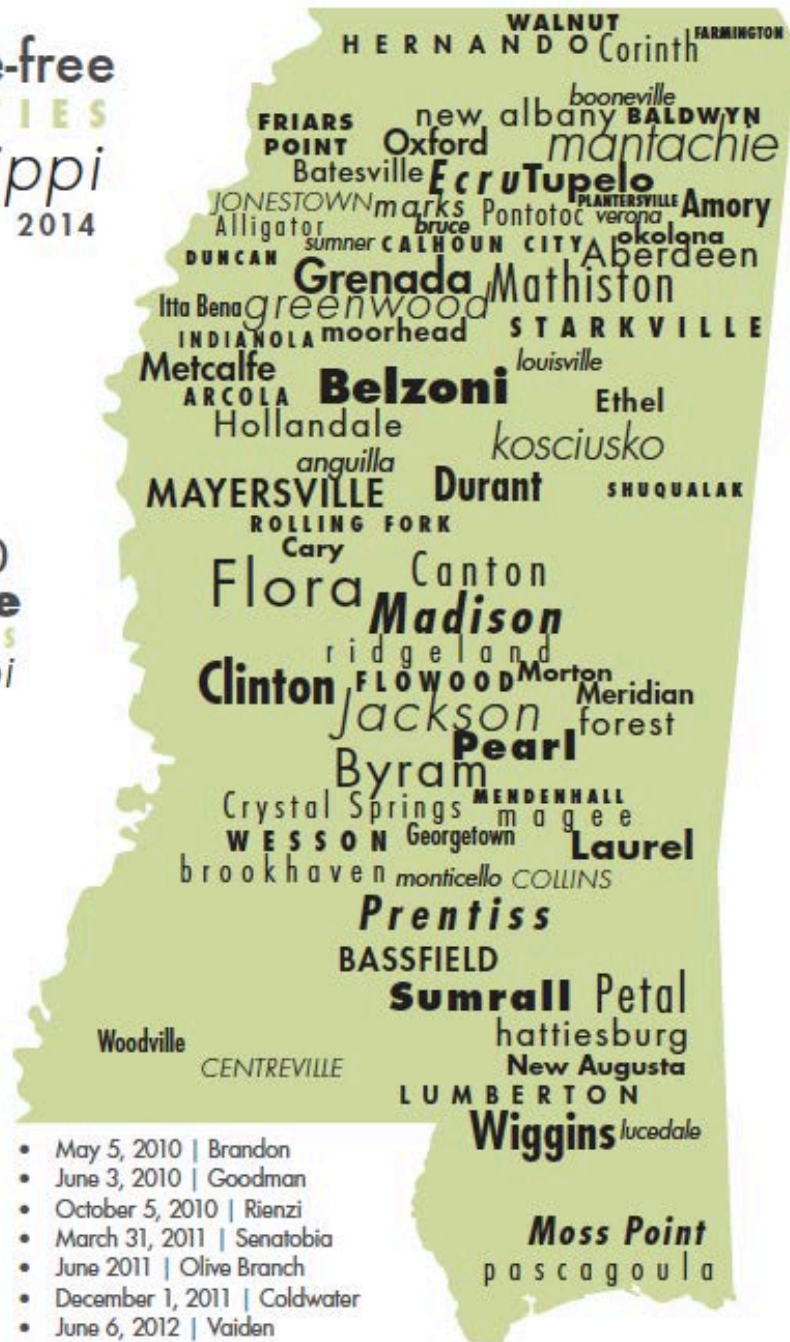 e-free
IES
ippi
2014
e
s
pi
WALNUT
HERNANDO Corinth FARMINGTON
booneville
FRIARS POINT new albany BALDWYN
Oxford mantachie
Batesville Ecru Tupelo
JONESTOWN marks Pontotoc PLANTERSVILLE verona Amory
Alligator bruce okolona
DUNCAN sumner CALHOUN CITY Aberdeen
Grenada Mathiston
Itta Bena greenwood
INDIANOLA moorhead STARKVILLE
Metcalfe louisville
ARCOLA Belzoni Ethel
Hollandale kosciusko
anguilla
MAYERSVILLE Durant SHUQUALAK
ROLLING FORK
Cary
Flora Canton
Madison
ridgeland
Clinton FLOWOOD Morton
Jackson Meridian
forest
Pearl
Byram
Crystal Springs MENDENHALL
magee
WESSON Georgetown Laurel
brookhaven monticello COLLINS
Prentiss
BASSFIELD
Sumrall Petal
Woodville hattiesburg
CENTREVILLE New Augusta
LUMBERTON
Wiggins lucedale
Moss Point
pascagoula
• May 5, 2010 | Brandon
• June 3, 2010 | Goodman
• October 5, 2010 | Rienzi
• March 31, 2011 | Senatobia
• June 2011 | Olive Branch
• December 1, 2011 | Coldwater
• June 6, 2012 | Vaiden